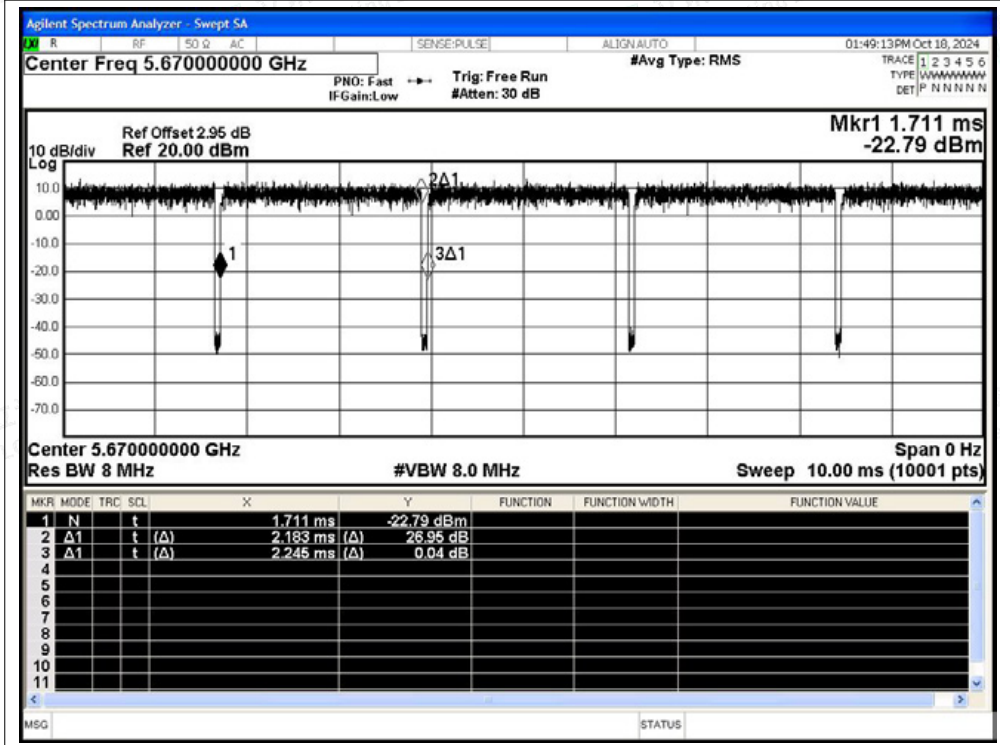 Agilent Spectrum Analyzer - Swept SA
LXI R RF 50 Ω AC SENSE:PULSE ALIGNAUTO 01:49:13PM Oct 18, 2024
Center Freq 5.670000000 GHz #Avg Type: RMS TRACE 1 2 3 4 5 6
PNO: Fast Trig: Free Run TYPE WWWWWW
IFGain:Low #Atten: 30 dB DET P N N N N N
Mkr1 1.711 ms
Ref Offset 2.95 dB
10 dB/div Ref 20.00 dBm -22.79 dBm
Log
10.0
0.00
-10.0
-20.0
-30.0
-40.0
-50.0
-60.0
-70.0
2Δ1
1
3Δ1
Center 5.670000000 GHz Span 0 Hz
Res BW 8 MHz #VBW 8.0 MHz Sweep 10.00 ms (10001 pts)
MKR MODE TRC SCL X Y FUNCTION FUNCTION WIDTH FUNCTION VALUE
1 N t 1.711 ms -22.79 dBm
2 Δ1 t (Δ) 2.183 ms (Δ) 26.95 dB
3 Δ1 t (Δ) 2.245 ms (Δ) 0.04 dB
4
5
6
7
8
9
10
11
MSG STATUS